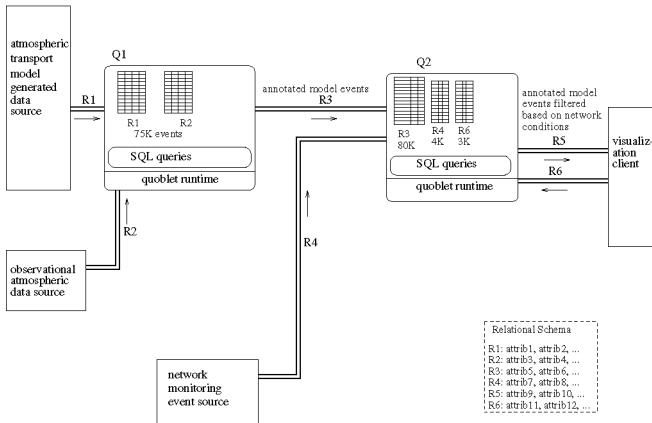 atmospheric
transport
model
generated
data
source
R1
Q1
R1
R2
75K events
SQL queries
quoblet runtime
R2
observational
atmospheric
data source
annotated model events
R3
R4
network
monitoring
event source
Q2
R3
80K
R4
4K
R6
3K
SQL queries
quoblet runtime
annotated model
events filtered
based on network
conditions
R5
R6
visualiz-
ation
client
Relational Schema
R1: attrib1, attrib2, ...
R2: attrib3, attrib4, ...
R3: attrib5, attrib6, ...
R4: attrib7, attrib8, ...
R5: attrib9, attrib10, ...
R6: attrib11, attrib12, ...